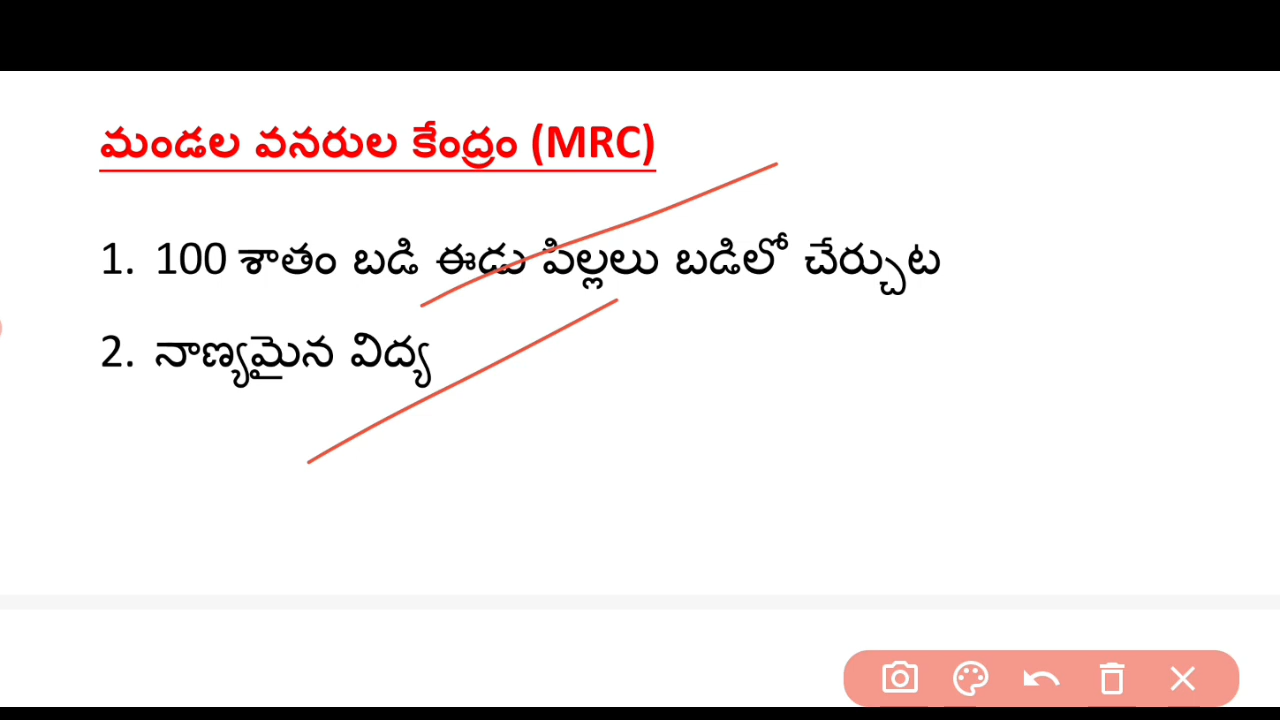 మండల వనరుల కేంద్రం (MRC)
1. 100 శాతం బడి ఈడు పిల్లలు బడిలో చేర్చుట
2. నాణ్యమైన విద్య